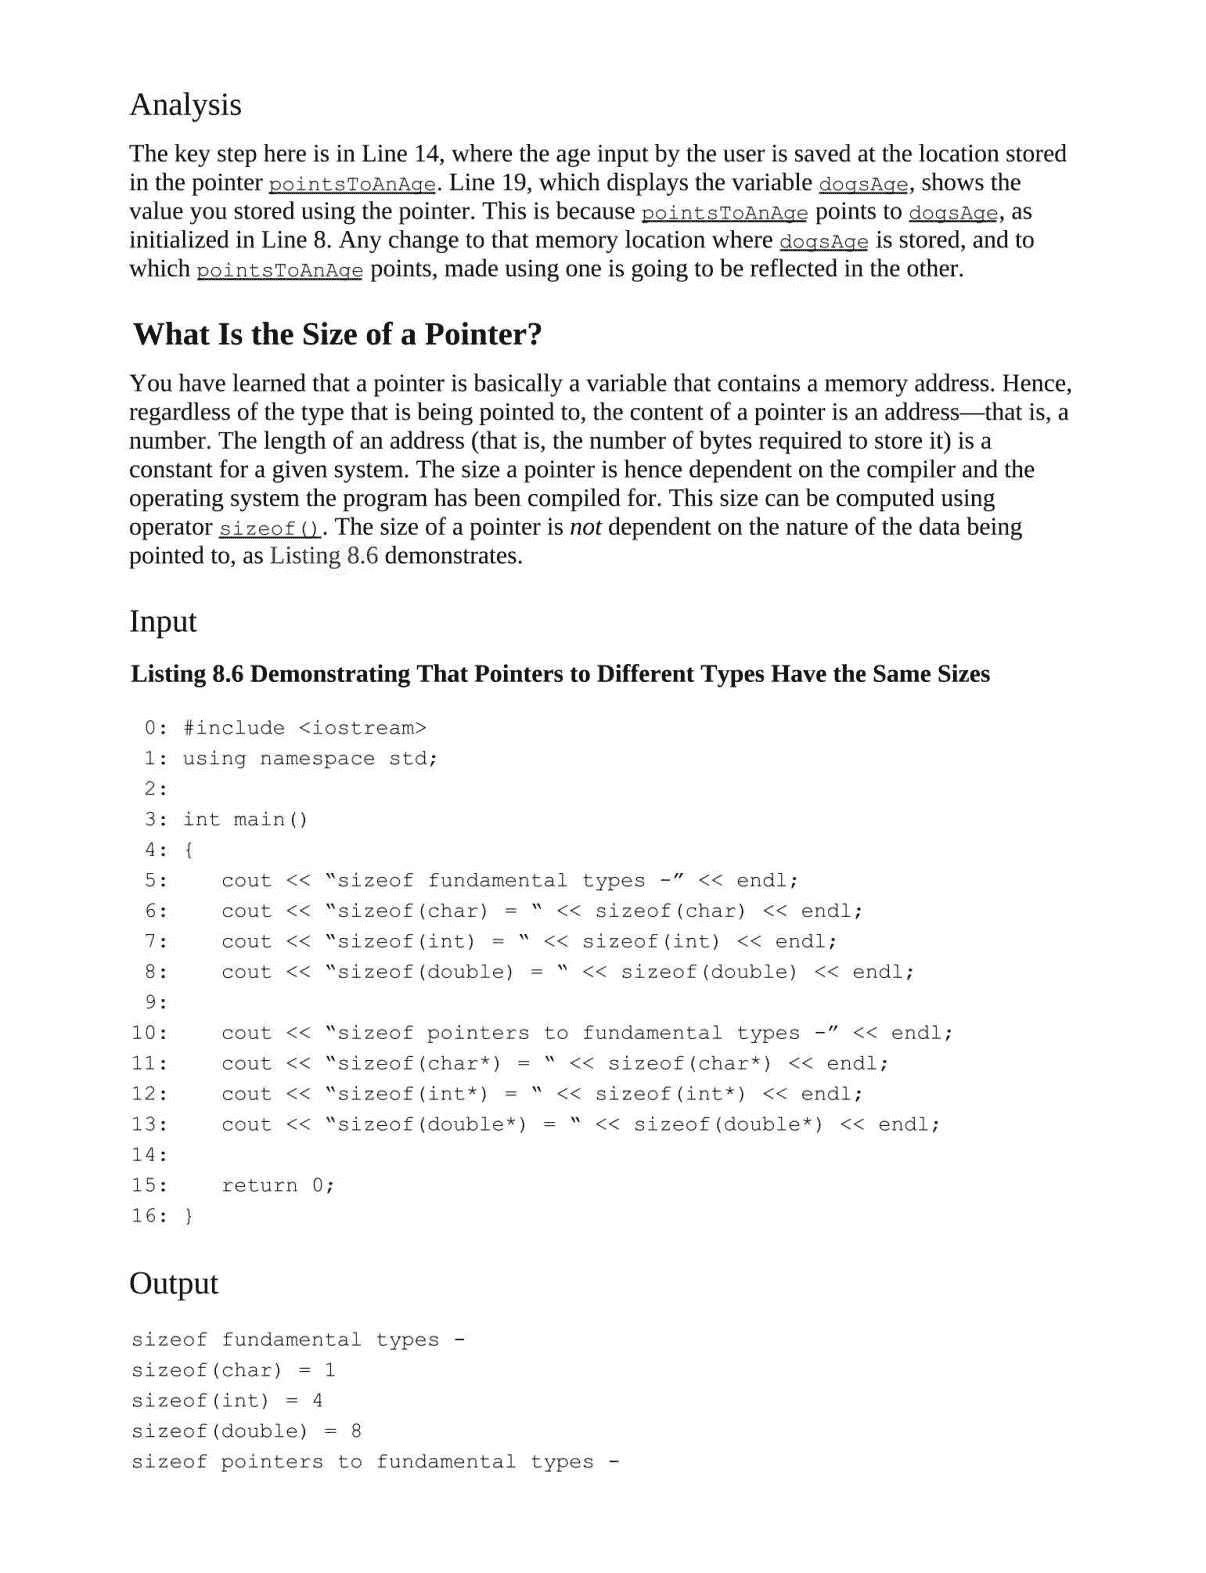 Analysis
The key step here is in Line 14, where the age input by the user is saved at the location stored
in the pointer pointsToAnAge. Line 19, which displays the variable dogsAge, shows the
value you stored using the pointer. This is because pointsToAnAge points to dogsAge, as
initialized in Line 8. Any change to that memory location where dogsAge is stored, and to
which pointsToAnAge points, made using one is going to be reflected in the other.
What Is the Size of a Pointer?
You have learned that a pointer is basically a variable that contains a memory address. Hence,
regardless of the type that is being pointed to, the content of a pointer is an address—that is, a
number. The length of an address (that is, the number of bytes required to store it) is a
constant for a given system. The size a pointer is hence dependent on the compiler and the
operating system the program has been compiled for. This size can be computed using
operator sizeof(). The size of a pointer is not dependent on the nature of the data being
pointed to, as Listing 8.6 demonstrates.
Input
Listing 8.6 Demonstrating That Pointers to Different Types Have the Same Sizes
0: #include <iostream>
1: using namespace std;
2:
3: int main()
4: {
5:    cout << “sizeof fundamental types -” << endl;
6:    cout << “sizeof(char) = “ << sizeof(char) << endl;
7:    cout << “sizeof(int) = “ << sizeof(int) << endl;
8:    cout << “sizeof(double) = “ << sizeof(double) << endl;
9:
10:    cout << “sizeof pointers to fundamental types -” << endl;
11:    cout << “sizeof(char*) = “ << sizeof(char*) << endl;
12:    cout << “sizeof(int*) = “ << sizeof(int*) << endl;
13:    cout << “sizeof(double*) = “ << sizeof(double*) << endl;
14:
15:    return 0;
16: }
Output
sizeof fundamental types -
sizeof(char) = 1
sizeof(int) = 4
sizeof(double) = 8
sizeof pointers to fundamental types -